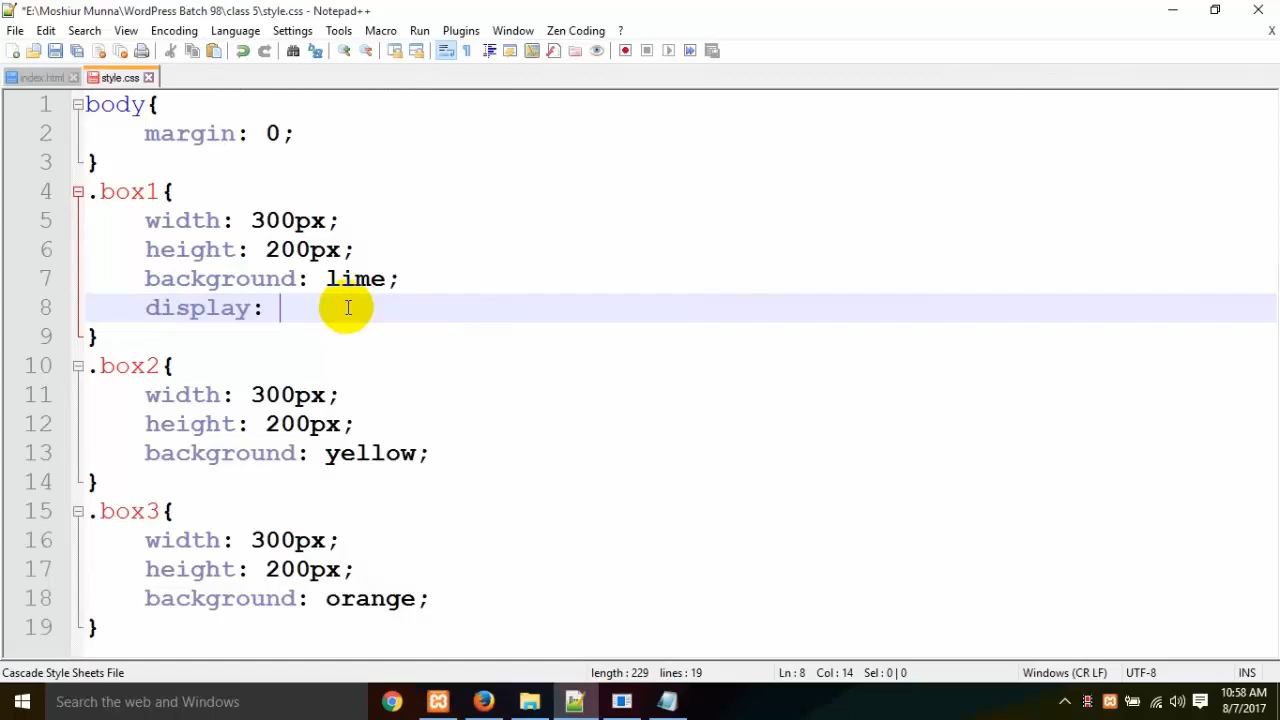 *E:\Moshiur Munna\WordPress Batch 98\class 5\style.css - Notepad++
File Edit Search View Encoding Language Settings Tools Macro Run Plugins Window Zen Coding ? X
index.html style.css
1 body{
2 margin: 0;
3 }
4 .box1{
5 width: 300px;
6 height: 200px;
7 background: lime;
8 display:
9 }
10 .box2{
11 width: 300px;
12 height: 200px;
13 background: yellow;
14 }
15 .box3{
16 width: 300px;
17 height: 200px;
18 background: orange;
19 }
Cascade Style Sheets File length : 229 lines : 19 Ln : 8 Col : 14 Sel : 0 | 0 Windows (CR LF) UTF-8 INS
Search the web and Windows 10:58 AM
8/7/2017